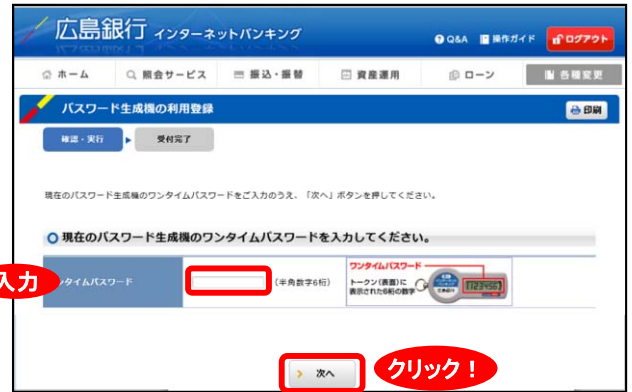 広島銀行 インターネットバンキング
Q&A 操作ガイド ログアウト
ホーム 照会サービス 振込・振替 資産運用 ローン 各種変更
パスワード生成機の利用登録 印刷
確認・実行 受付完了
現在のパスワード生成機のワンタイムパスワードをご入力のうえ、「次へ」ボタンを押してください。
現在のパスワード生成機のワンタイムパスワードを入力してください。
入力 ンタイムパスワード (半角数字6桁)
ワンタイムパスワード
トークン(表面)に
表示された6桁の数字
123456
次へ クリック！